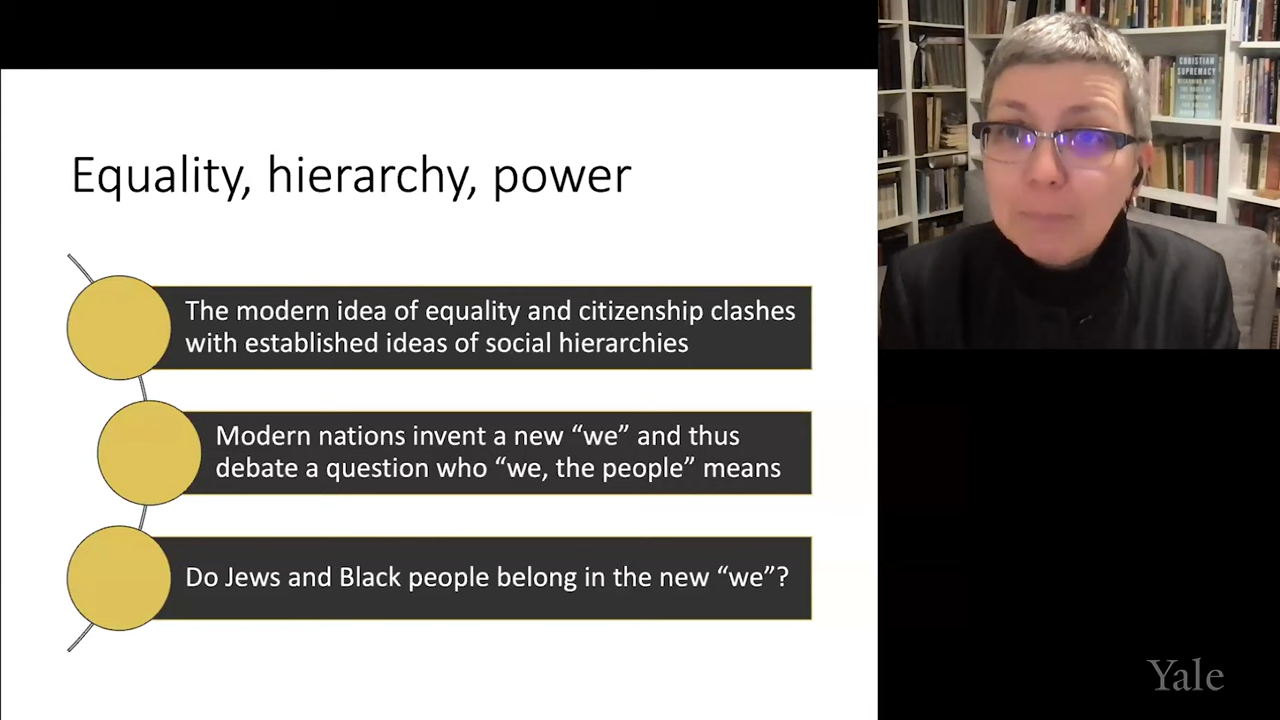 Equality, hierarchy, power
The modern idea of equality and citizenship clashes
with established ideas of social hierarchies
Modern nations invent a new “we” and thus
debate a question who “we, the people” means
Do Jews and Black people belong in the new “we”?
CHRISTIAN
SUPREMACY
Yale